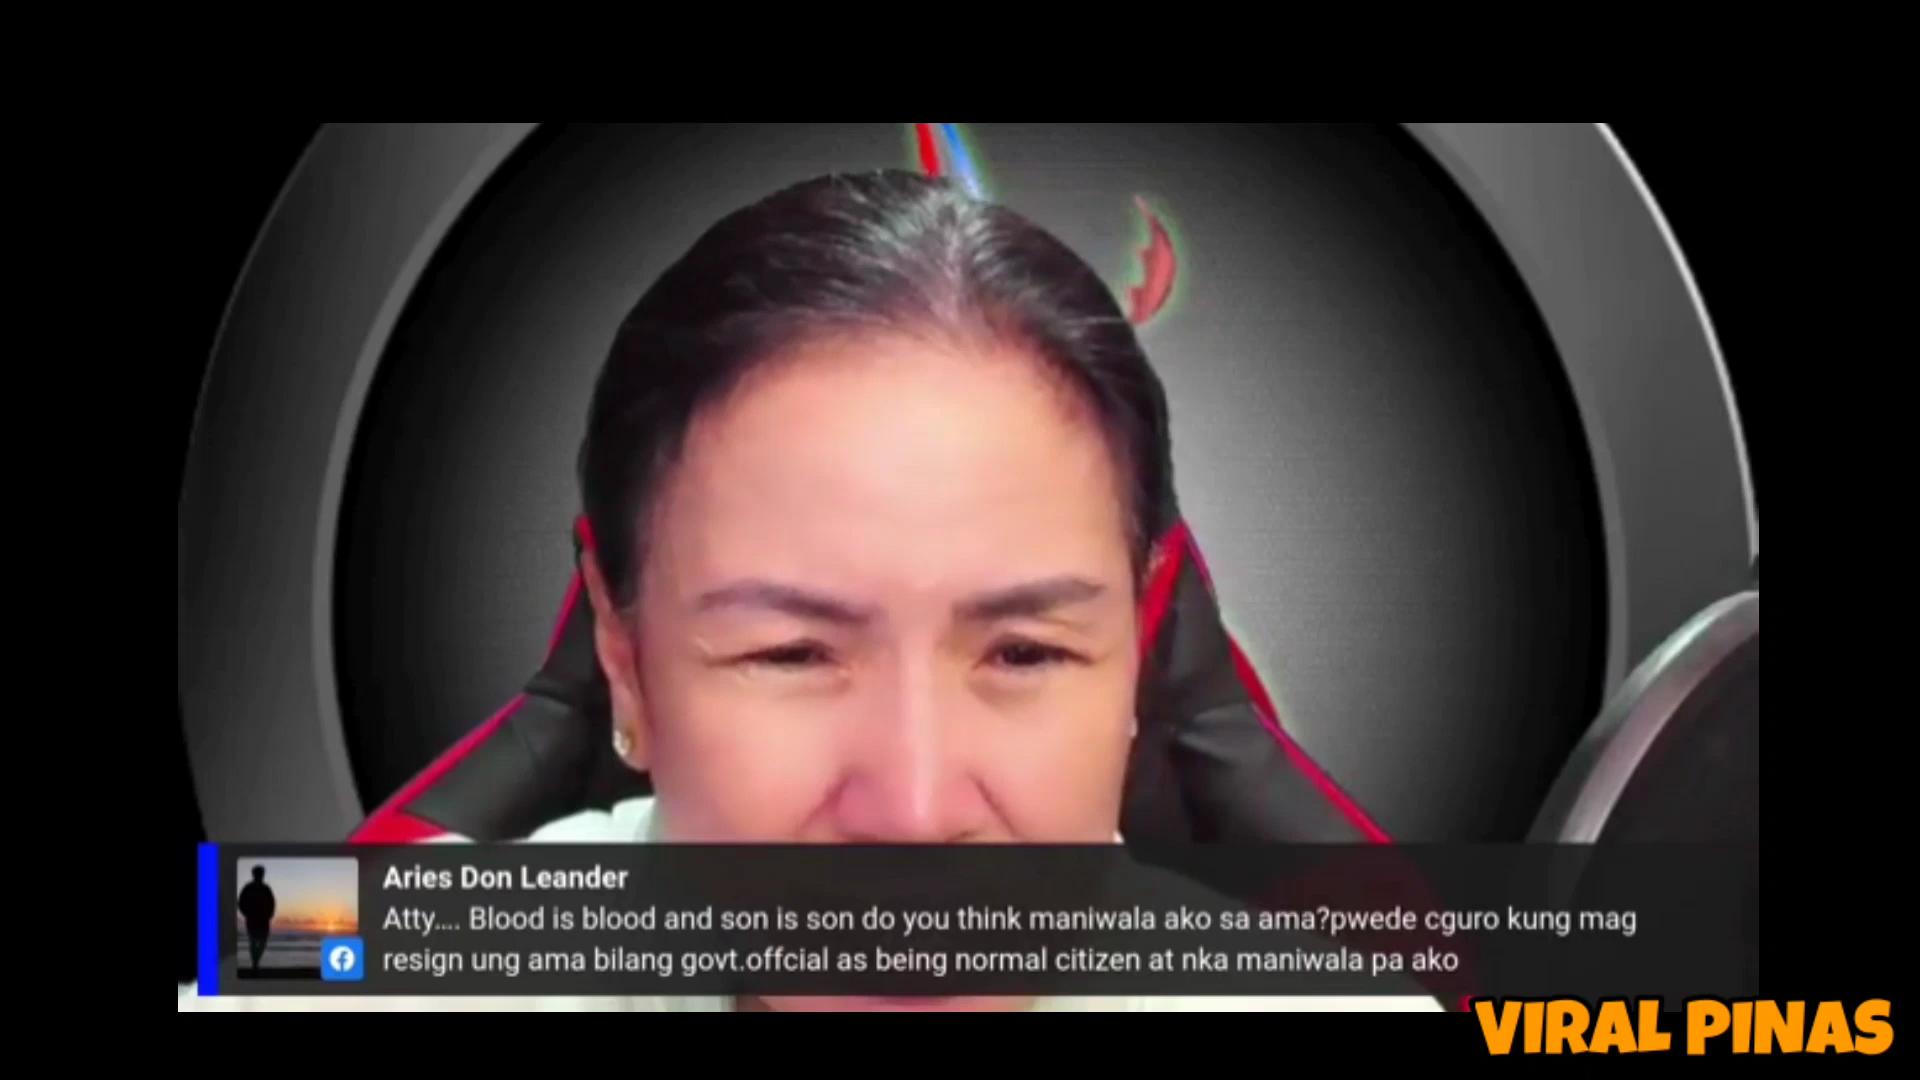 Aries Don Leander
Atty.... Blood is blood and son is son do you think maniwala ako sa ama?pwede cguro kung mag
resign ung ama bilang govt.offcial as being normal citizen at nka maniwala pa ako
VIRAL PINAS